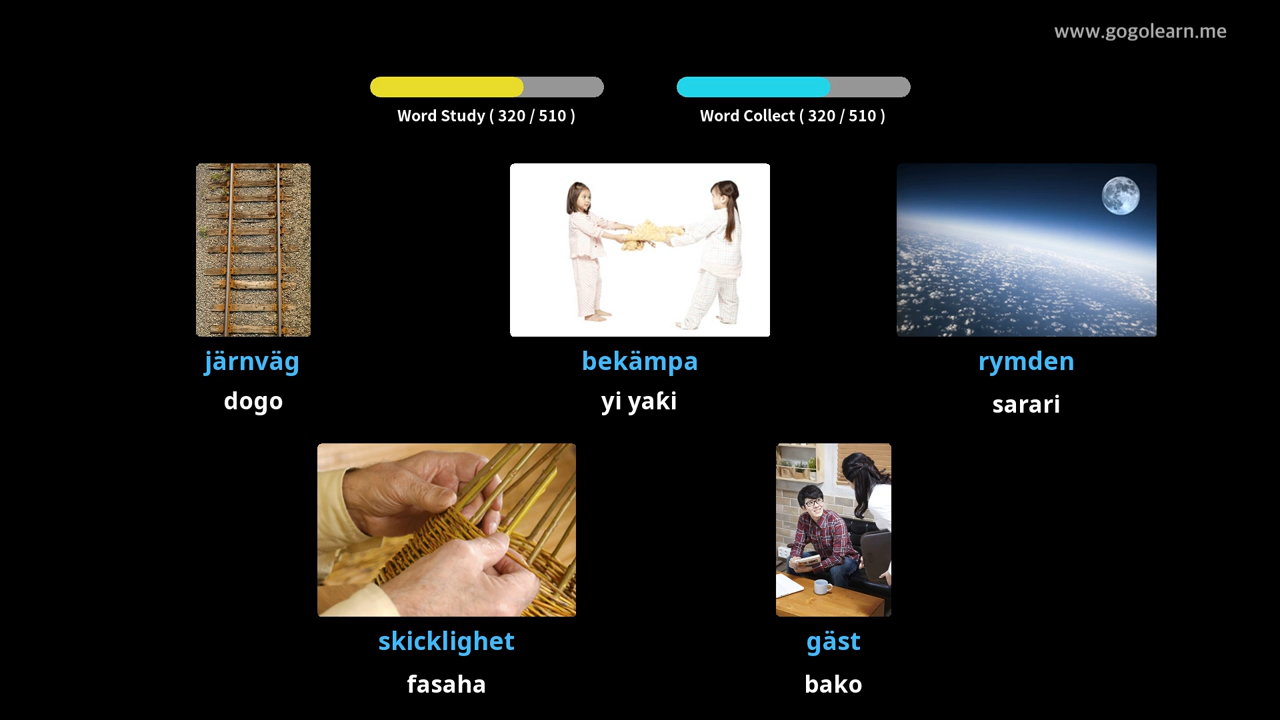 www.gogolearn.me
Word Study ( 320 / 510 )
Word Collect ( 320 / 510 )
järnväg
dogo
bekämpa
yi yaƙi
rymden
sarari
skicklighet
fasaha
gäst
bako